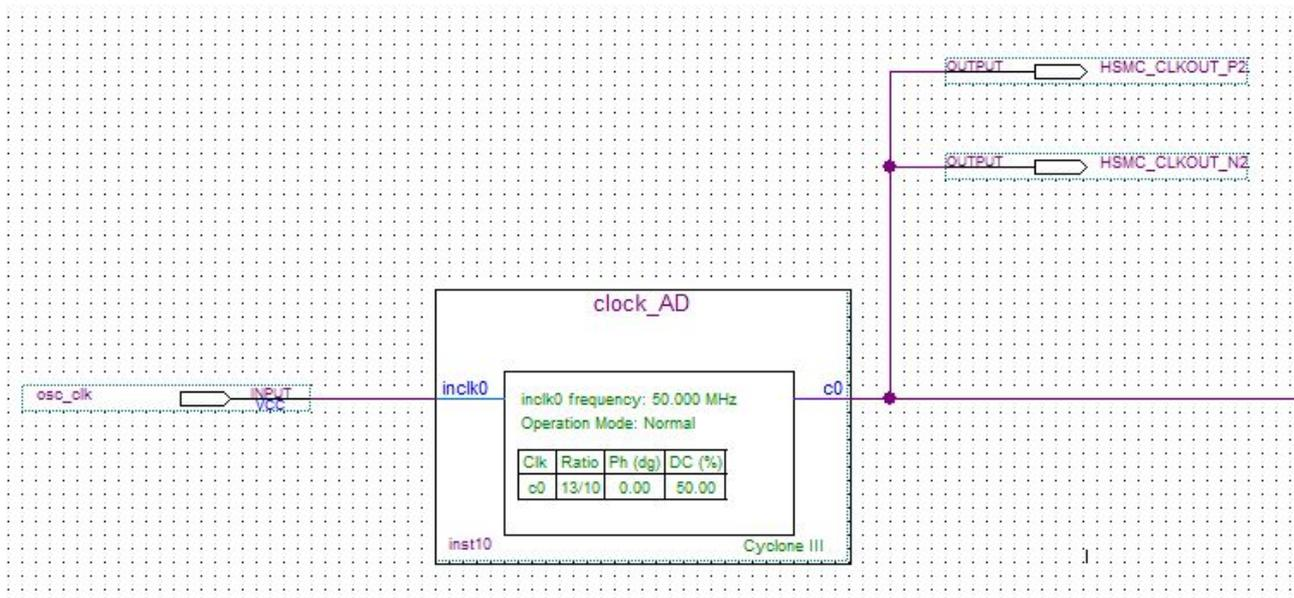 OUTPUT HSMC_CLKOUT_P2
OUTPUT HSMC_CLKOUT_N2
clock_AD
osc_clk INPUT
VCC
inclk0 c0
inclk0 frequency: 50.000 MHz
Operation Mode: Normal
Clk Ratio Ph (dg) DC (%)
c0 13/10 0.00 50.00
inst10 Cyclone III